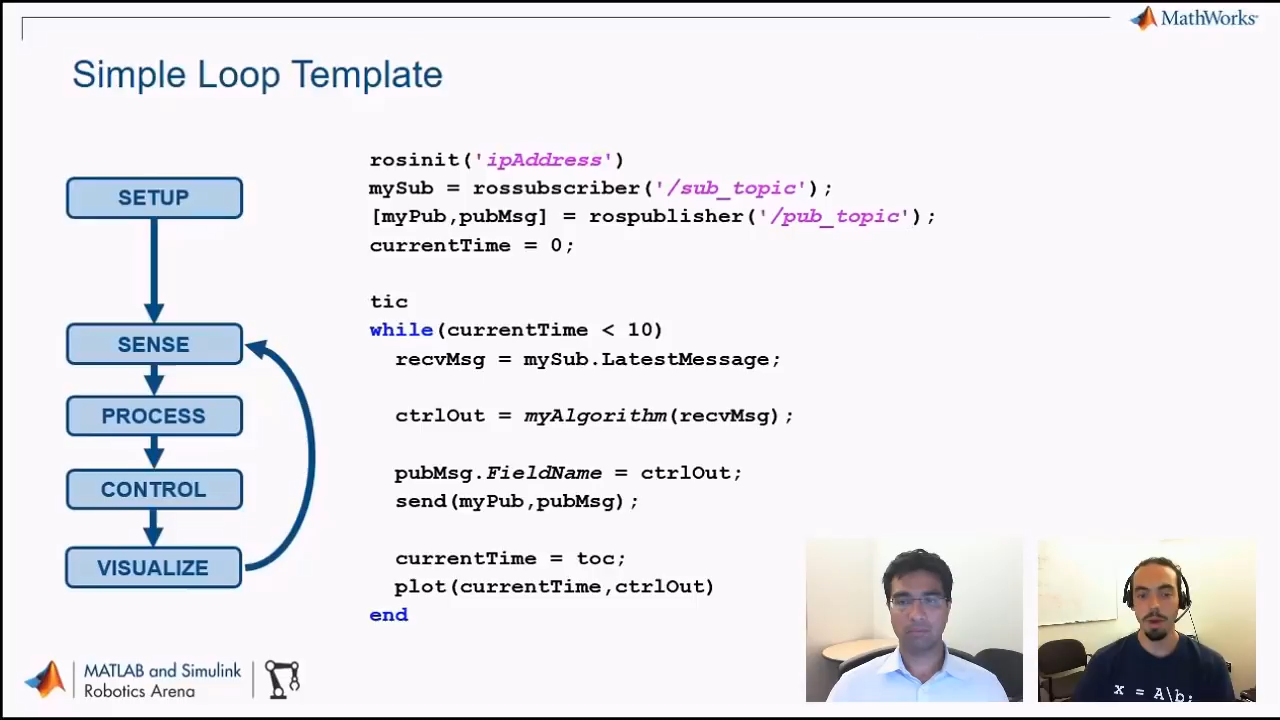 MathWorks
Simple Loop Template
SETUP
SENSE
PROCESS
CONTROL
VISUALIZE
rosinit('ipAddress')
mySub = rossubscriber('/sub_topic');
[myPub,pubMsg] = rospublisher('/pub_topic');
currentTime = 0;
tic
while(currentTime < 10)
recvMsg = mySub.LatestMessage;
ctrlOut = myAlgorithm(recvMsg);
pubMsg.FieldName = ctrlOut;
send(myPub,pubMsg);
currentTime = toc;
plot(currentTime,ctrlOut)
end
x = A\b;
MATLAB and Simulink
Robotics Arena